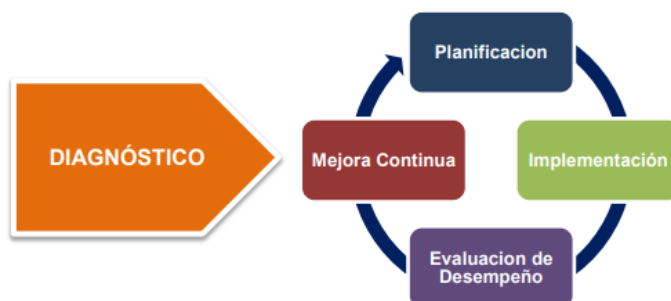 Planificacion
DIAGNÓSTICO
Mejora Continua
Implementación
Evaluacion de
Desempeño